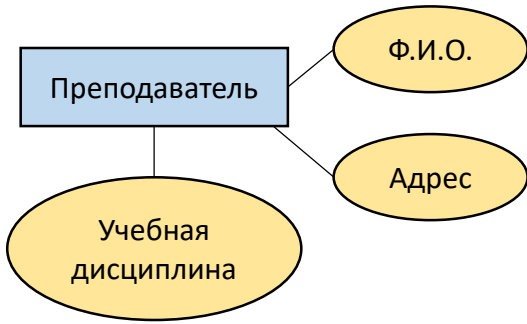 Ф.И.О.
Преподаватель
Адрес
Учебная
дисциплина